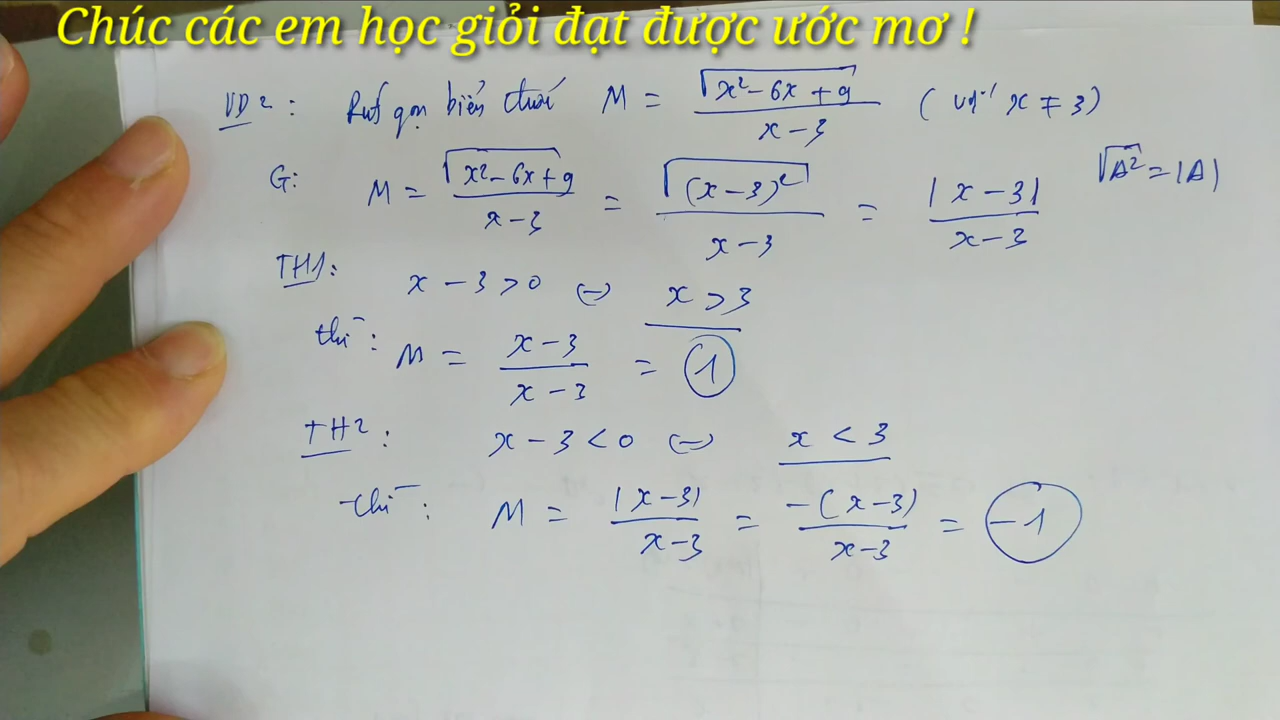 Chúc các em học giỏi đạt được ước mơ !
VD2: Rút gọn biểu thức M = √(x² - 6x + 9) / (x - 3) (với x ≠ 3)
G: M = √(x² - 6x + 9) / (x - 3) = √((x - 3)²) / (x - 3) = |x - 3| / (x - 3) √A² = |A|
TH1: x - 3 > 0 ⇔ x > 3
thì: M = (x - 3) / (x - 3) = 1
TH2: x - 3 < 0 ⇔ x < 3
thì: M = |x - 3| / (x - 3) = -(x - 3) / (x - 3) = -1